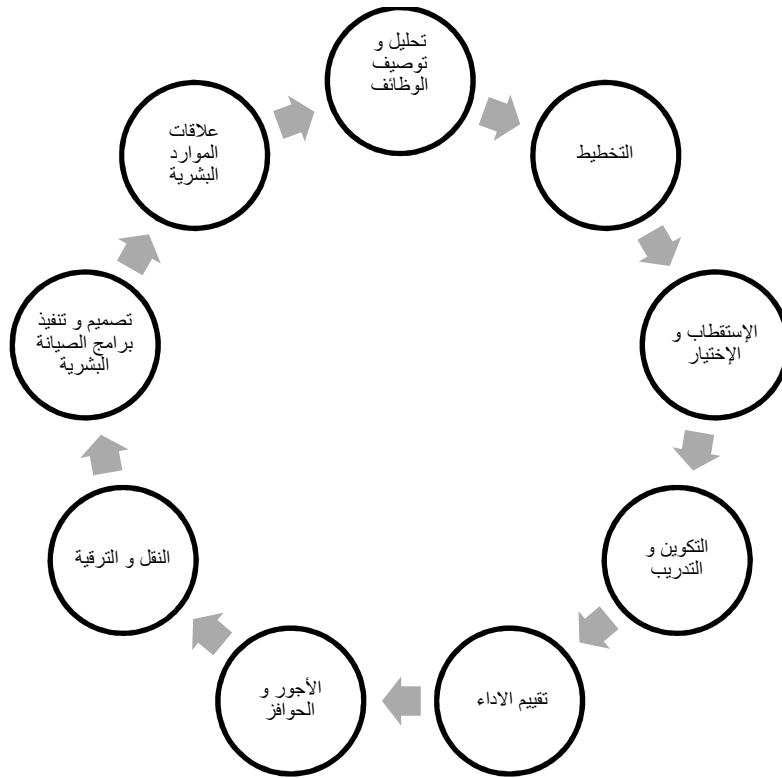 تحليل و
توصيف
الوظائف
التخطيط
الإستقطاب و
الإختيار
التكوين و
التدريب
تقييم الاداء
الأجور و
الحوافز
النقل و الترقية
تصميم و تنفيذ
برامج الصيانة
البشرية
علاقات
الموارد
البشرية